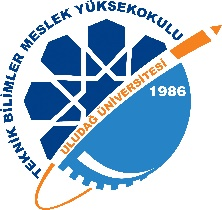 TEKNİK BİLİMLER MESLEK YÜKSEKOKULU
ULUDAĞ ÜNİVERSİTESİ
1986